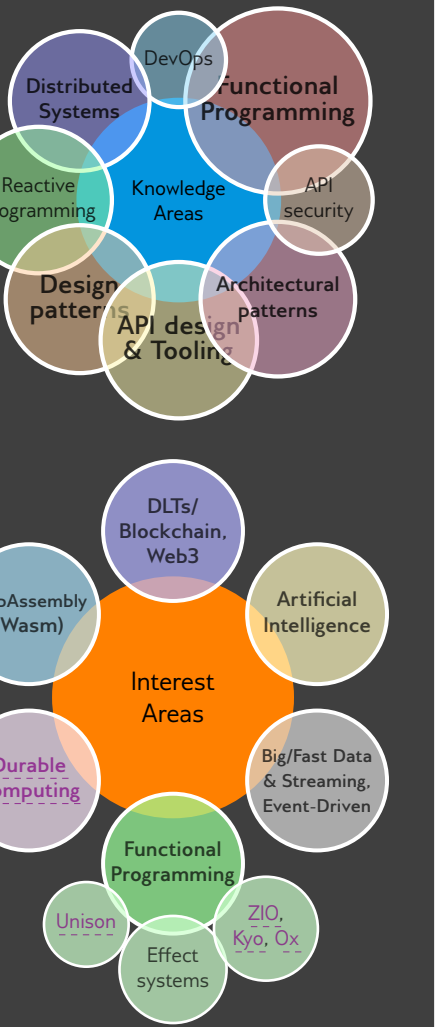 DevOps
Distributed
Systems
Functional
Programming
Knowledge
Areas
Reactive
ogramming
API
security
Design
patterns
Architectural
patterns
API design
& Tooling
DLTs/
Blockchain,
Web3
bAssembly
Wasm)
Artificial
Intelligence
Interest
Areas
Durable
omputing
Big/Fast Data
& Streaming,
Event-Driven
Functional
Programming
Unison
ZIO,
Kyo, Ox
Effect
systems